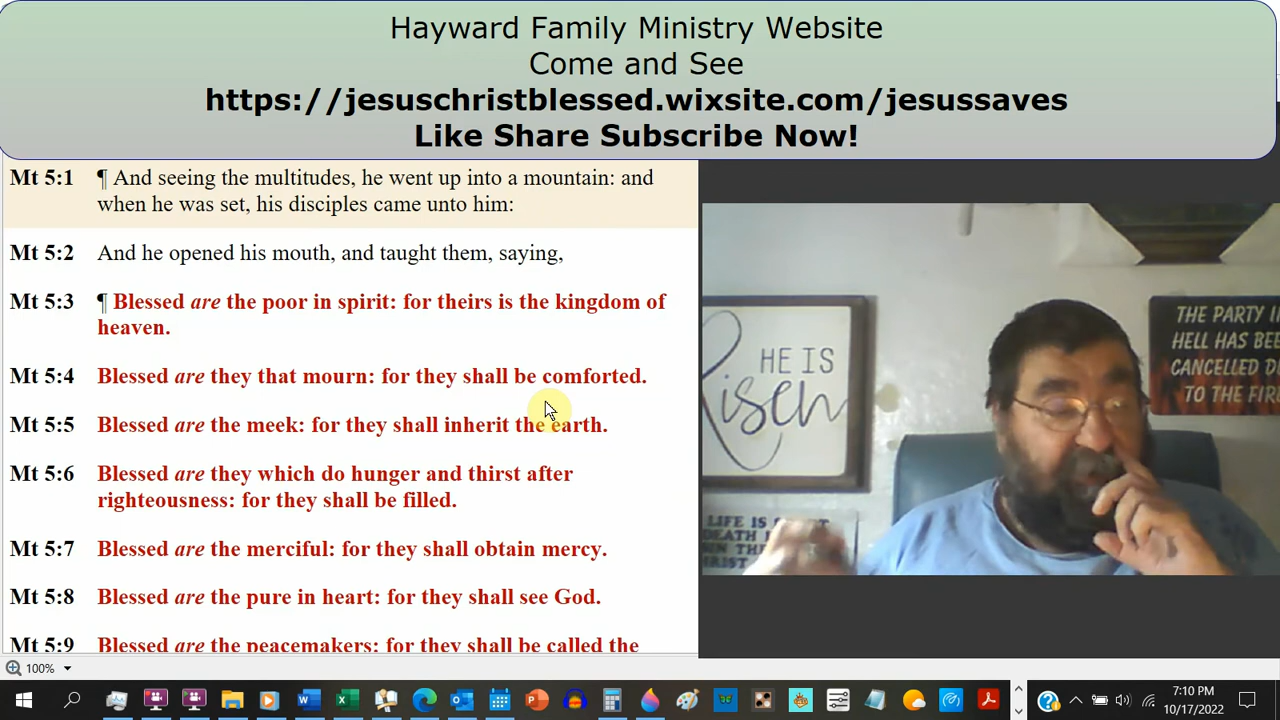 Hayward Family Ministry Website
Come and See
https://jesuschristblessed.wixsite.com/jesussaves
Like Share Subscribe Now!
Mt 5:1 ¶ And seeing the multitudes, he went up into a mountain: and
when he was set, his disciples came unto him:
Mt 5:2 And he opened his mouth, and taught them, saying,
Mt 5:3 ¶ Blessed are the poor in spirit: for theirs is the kingdom of
heaven.
Mt 5:4 Blessed are they that mourn: for they shall be comforted.
Mt 5:5 Blessed are the meek: for they shall inherit the earth.
Mt 5:6 Blessed are they which do hunger and thirst after
righteousness: for they shall be filled.
Mt 5:7 Blessed are the merciful: for they shall obtain mercy.
Mt 5:8 Blessed are the pure in heart: for they shall see God.
Mt 5:9 Blessed are the peacemakers: for they shall be called the
HE IS
Risen
THE PARTY
HELL HAS
CANCELLED
TO THE
LIFE IS
DEATH
THE
100%
7:10 PM
10/17/2022